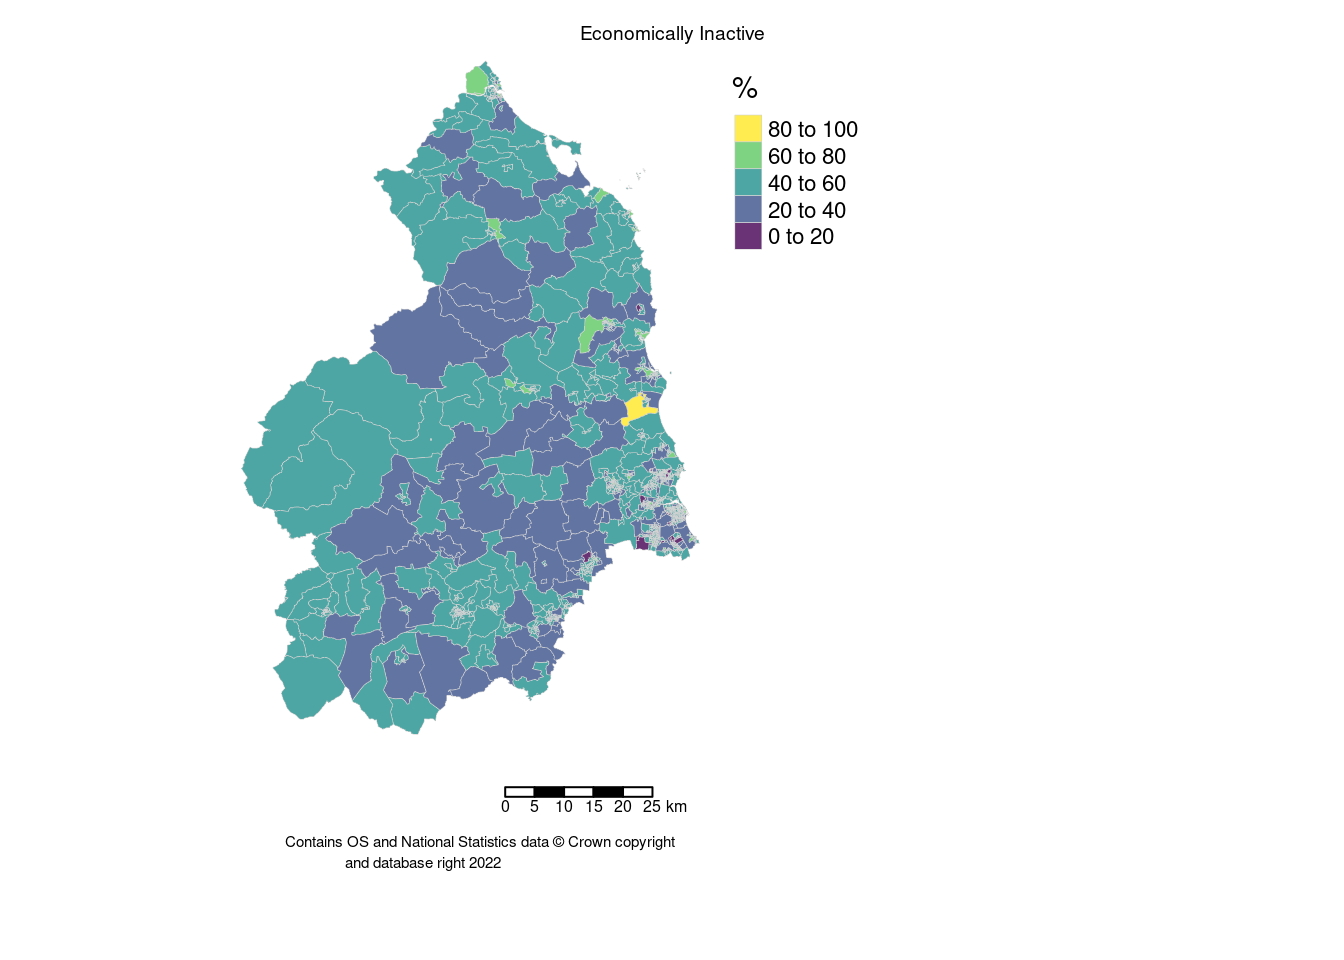 Economically Inactive
%
80 to 100
60 to 80
40 to 60
20 to 40
0 to 20
0 5 10 15 20 25 km
Contains OS and National Statistics data © Crown copyright
and database right 2022